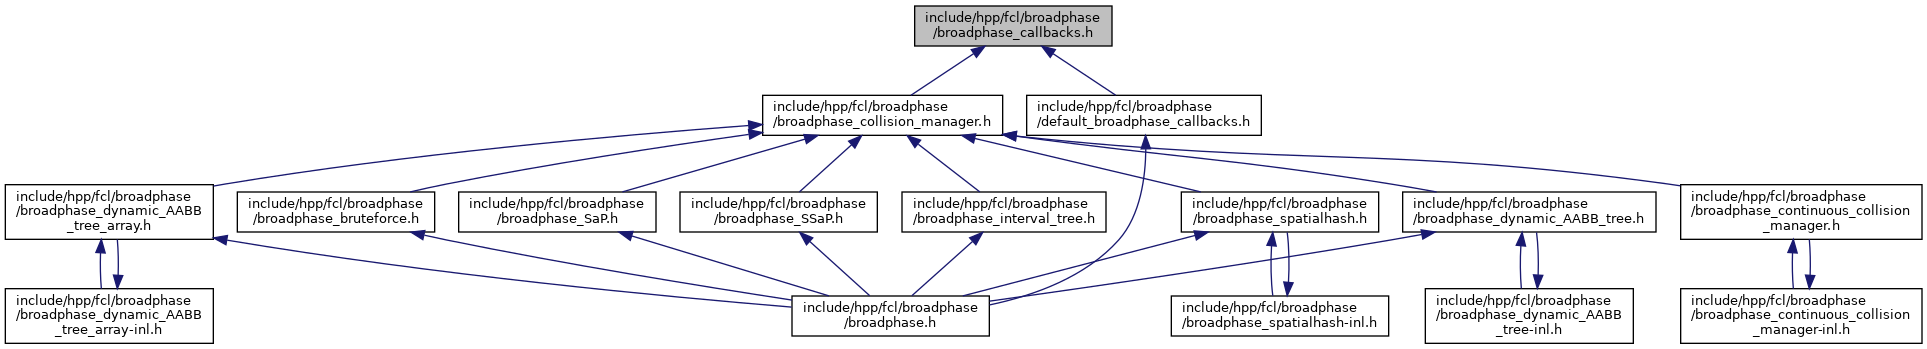 include/hpp/fcl/broadphase
/broadphase_callbacks.h
include/hpp/fcl/broadphase
/broadphase_collision_manager.h
include/hpp/fcl/broadphase
/default_broadphase_callbacks.h
include/hpp/fcl/broadphase
/broadphase_dynamic_AABB
_tree_array.h
include/hpp/fcl/broadphase
/broadphase_bruteforce.h
include/hpp/fcl/broadphase
/broadphase_SaP.h
include/hpp/fcl/broadphase
/broadphase_SSaP.h
include/hpp/fcl/broadphase
/broadphase_interval_tree.h
include/hpp/fcl/broadphase
/broadphase_spatialhash.h
include/hpp/fcl/broadphase
/broadphase_dynamic_AABB_tree.h
include/hpp/fcl/broadphase
/broadphase_continuous_collision
_manager.h
include/hpp/fcl/broadphase
/broadphase_dynamic_AABB
_tree_array-inl.h
include/hpp/fcl/broadphase
/broadphase.h
include/hpp/fcl/broadphase
/broadphase_spatialhash-inl.h
include/hpp/fcl/broadphase
/broadphase_dynamic_AABB
_tree-inl.h
include/hpp/fcl/broadphase
/broadphase_continuous_collision
_manager-inl.h